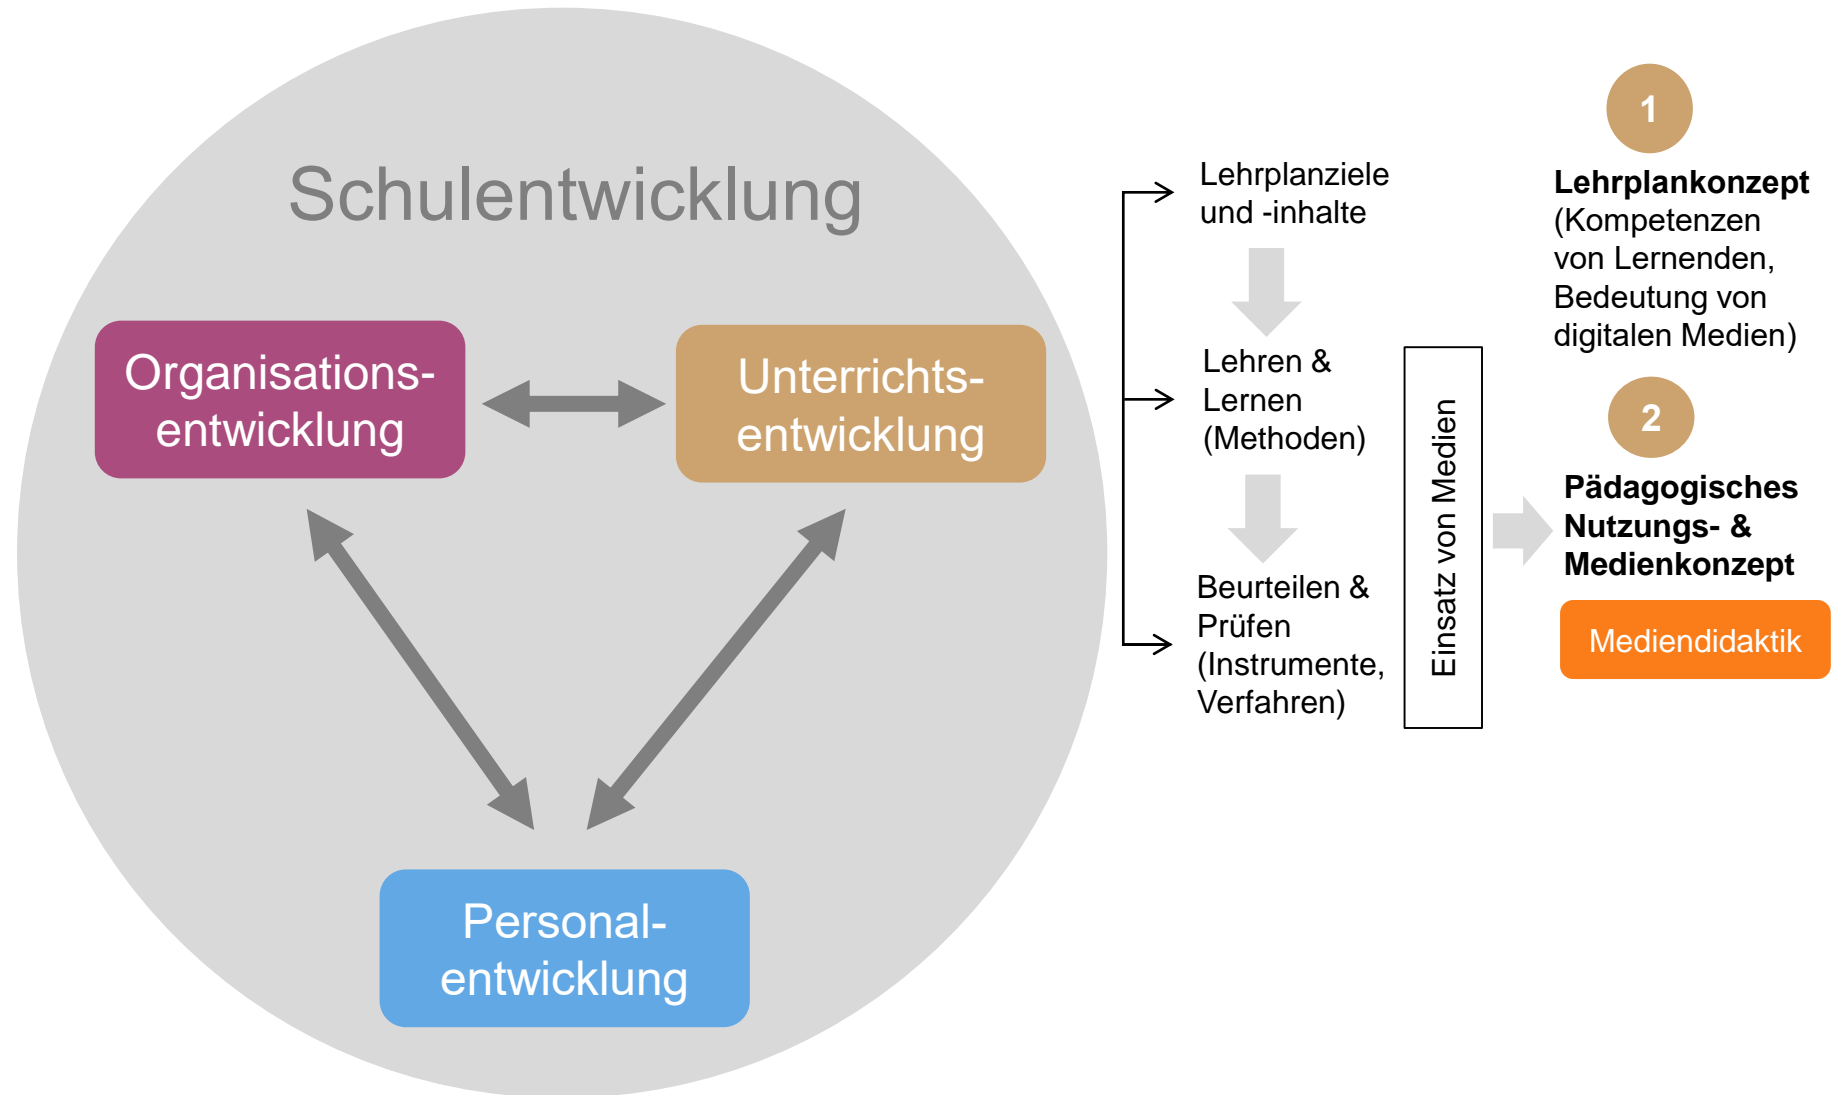 Schulentwicklung
Organisations-
entwicklung
Unterrichts-
entwicklung
Personal-
entwicklung
Lehrplanziele
und -inhalte
Lehren &
Lernen
(Methoden)
Beurteilen &
Prüfen
(Instrumente,
Verfahren)
Einsatz von Medien
1
Lehrplankonzept
(Kompetenzen
von Lernenden,
Bedeutung von
digitalen Medien)
2
Pädagogisches
Nutzungs- &
Medienkonzept
Mediendidaktik